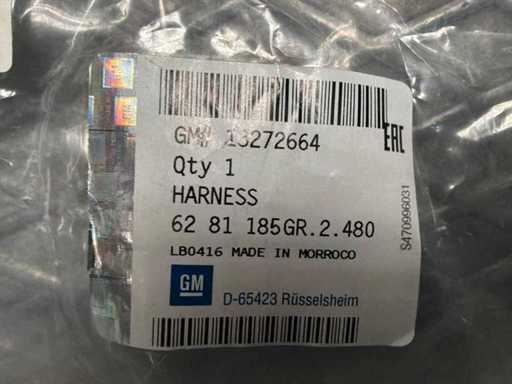 GM# 13272664
EAC
Qty 1
HARNESS
62 81 185GR.2.480
LB0416 MADE IN MORROCO
S470996031
GM
D-65423 Rüsselsheim